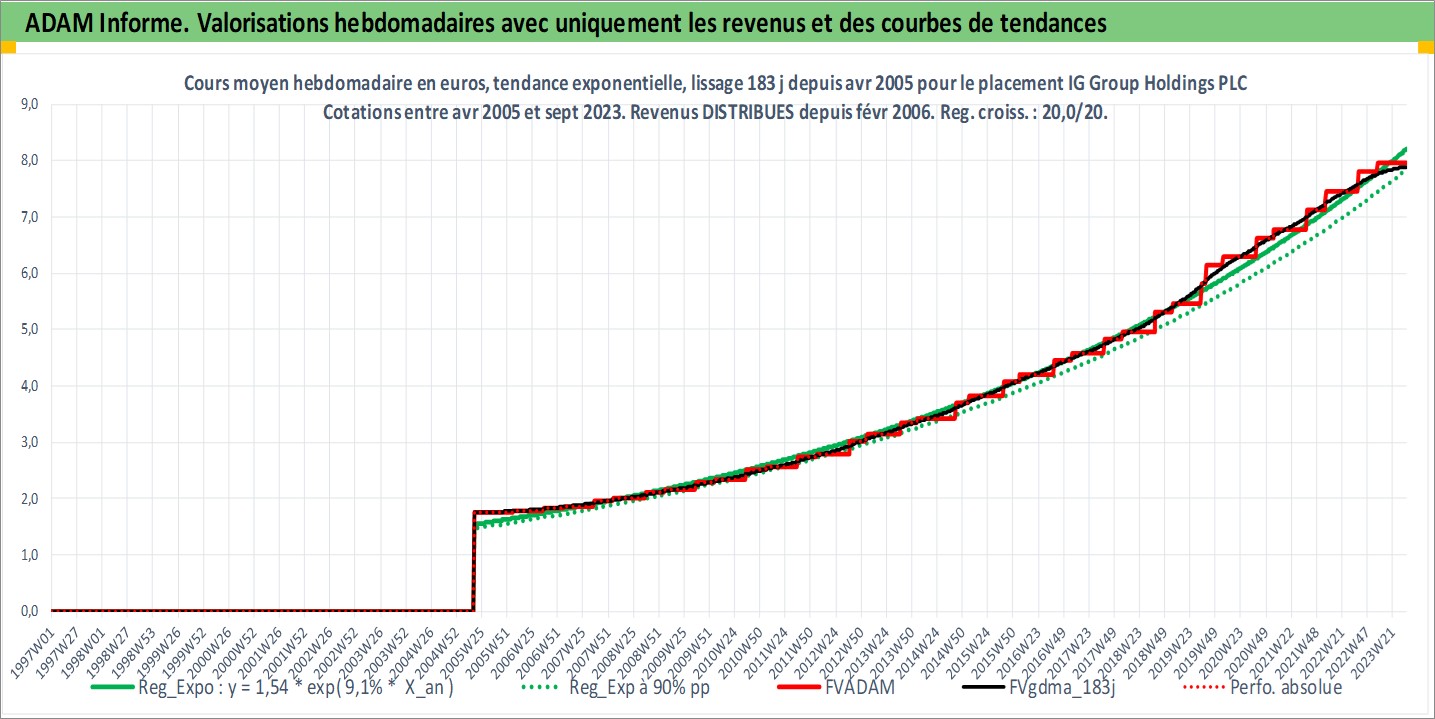 ADAM Informe. Valorisations hebdomadaires avec uniquement les revenus et des courbes de tendances
Cours moyen hebdomadaire en euros, tendance exponentielle, lissage 183 j depuis avr 2005 pour le placement IG Group Holdings PLC
Cotations entre avr 2005 et sept 2023. Revenus DISTRIBUES depuis févr 2006. Reg. croiss. : 20,0/20.
9,0
8,0
7,0
6,0
5,0
4,0
3,0
2,0
1,0
0,0
1997W01 1997W27 1998W01 1998W27 1998W53 1999W26 1999W52 2000W26 2000W52 2001W26 2001W52 2002W26 2002W52 2003W26 2003W52 2004W26 2004W52 2005W25 2005W51 2006W25 2006W51 2007W25 2007W51 2008W25 2008W51 2009W25 2009W51 2010W24 2010W50 2011W24 2011W50 2012W24 2012W50 2013W24 2013W50 2014W24 2014W50 2015W24 2015W50 2016W23 2016W49 2017W23 2017W49 2018W23 2018W49 2019W23 2019W49 2020W23 2020W49 2021W22 2021W48 2022W21 2022W47 2023W21
Reg_Expo : y = 1,54 * exp( 9,1% * X_an ) Reg_Exp à 90% pp FVADAM FVgdma_183j Perfo. absolue